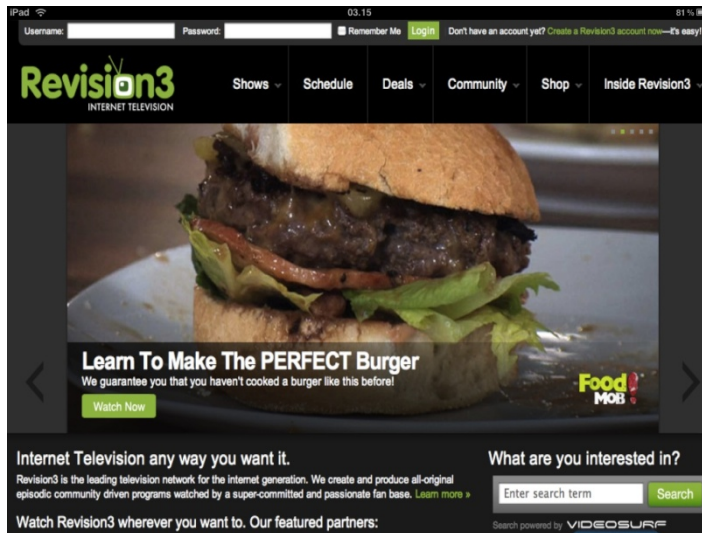 iPad 03.15 81 %
Username: Password: Remember Me Login Don't have an account yet? Create a Revision3 account now—it's easy!
Revision3
INTERNET TELEVISION
Shows Schedule Deals Community Shop Inside Revision3
Learn To Make The PERFECT Burger
We guarantee you that you haven't cooked a burger like this before!
Watch Now
Food
MOB
Internet Television any way you want it.
Revision3 is the leading television network for the internet generation. We create and produce all-original
episodic community driven programs watched by a super-committed and passionate fan base. Learn more »
Watch Revision3 wherever you want to. Our featured partners:
What are you interested in?
Enter search term Search
Search powered by VIDEOSURF